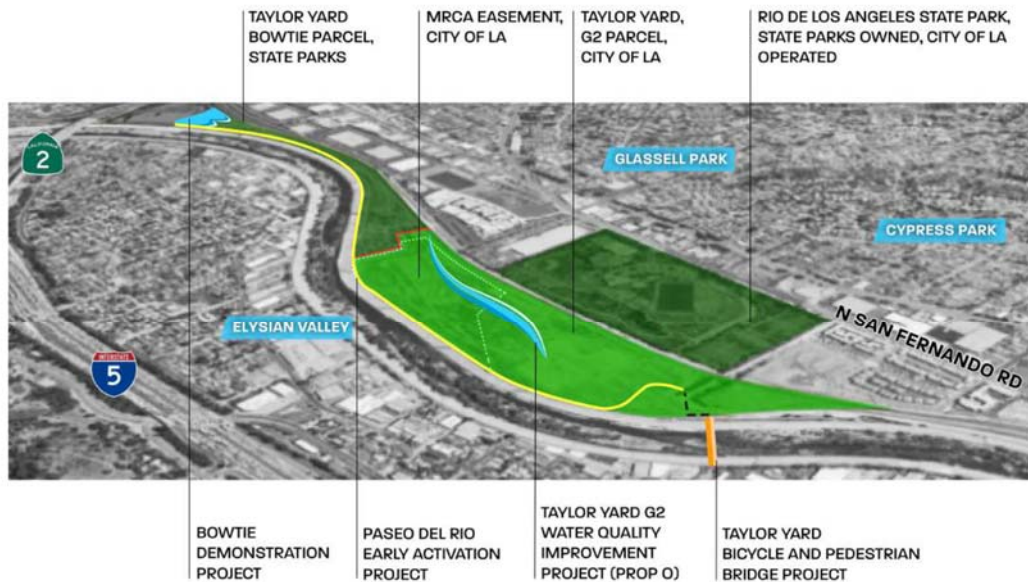 TAYLOR YARD
BOWTIE PARCEL,
STATE PARKS
MRCA EASEMENT,
CITY OF LA
TAYLOR YARD,
G2 PARCEL,
CITY OF LA
RIO DE LOS ANGELES STATE PARK,
STATE PARKS OWNED, CITY OF LA
OPERATED
CALIFORNIA
2
GLASSELL PARK
CYPRESS PARK
ELYSIAN VALLEY
N SAN FERNANDO RD
INTERSTATE
5
BOWTIE
DEMONSTRATION
PROJECT
PASEO DEL RIO
EARLY ACTIVATION
PROJECT
TAYLOR YARD G2
WATER QUALITY
IMPROVEMENT
PROJECT (PROP O)
TAYLOR YARD
BICYCLE AND PEDESTRIAN
BRIDGE PROJECT